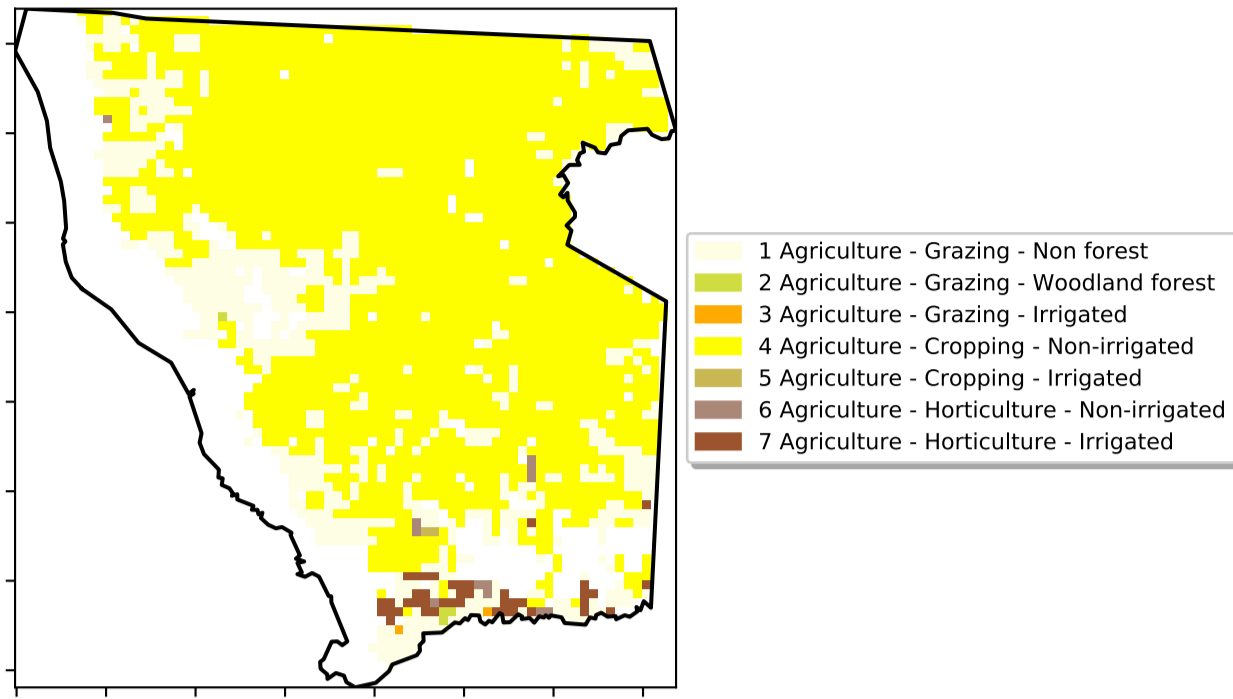 1 Agriculture - Grazing - Non forest
2 Agriculture - Grazing - Woodland forest
3 Agriculture - Grazing - Irrigated
4 Agriculture - Cropping - Non-irrigated
5 Agriculture - Cropping - Irrigated
6 Agriculture - Horticulture - Non-irrigated
7 Agriculture - Horticulture - Irrigated